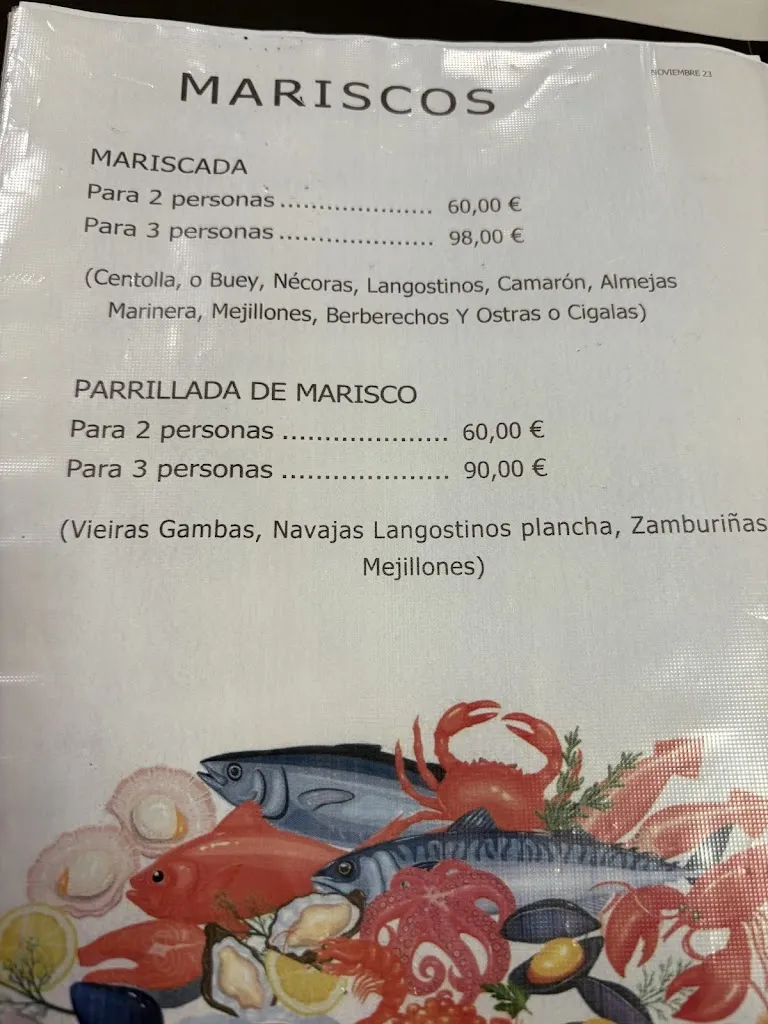 NOVIEMBRE 23
MARISCOS
MARISCADA
Para 2 personas ..................... 60,00 €
Para 3 personas ..................... 98,00 €
(Centolla, o Buey, Nécoras, Langostinos, Camarón, Almejas
Marinera, Mejillones, Berberechos Y Ostras o Cigalas)
PARRILLADA DE MARISCO
Para 2 personas ..................... 60,00 €
Para 3 personas ..................... 90,00 €
(Vieiras Gambas, Navajas Langostinos plancha, Zamburiñas
Mejillones)